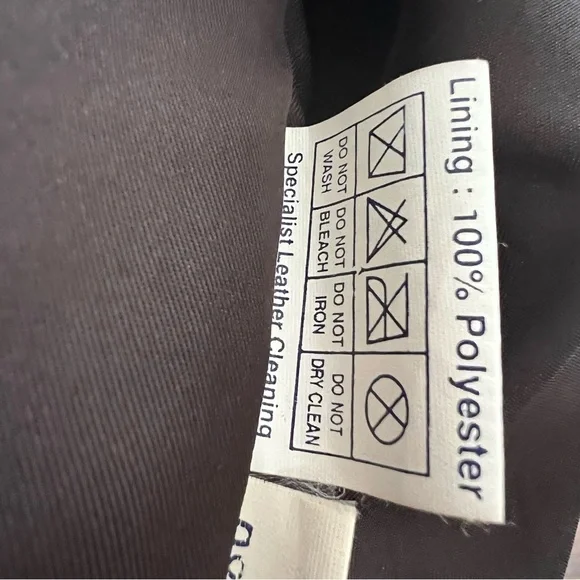 Lining : 100% Polyester
DO NOT WASH
DO NOT BLEACH
DO NOT IRON
DO NOT DRY CLEAN
Specialist Leather Cleaning